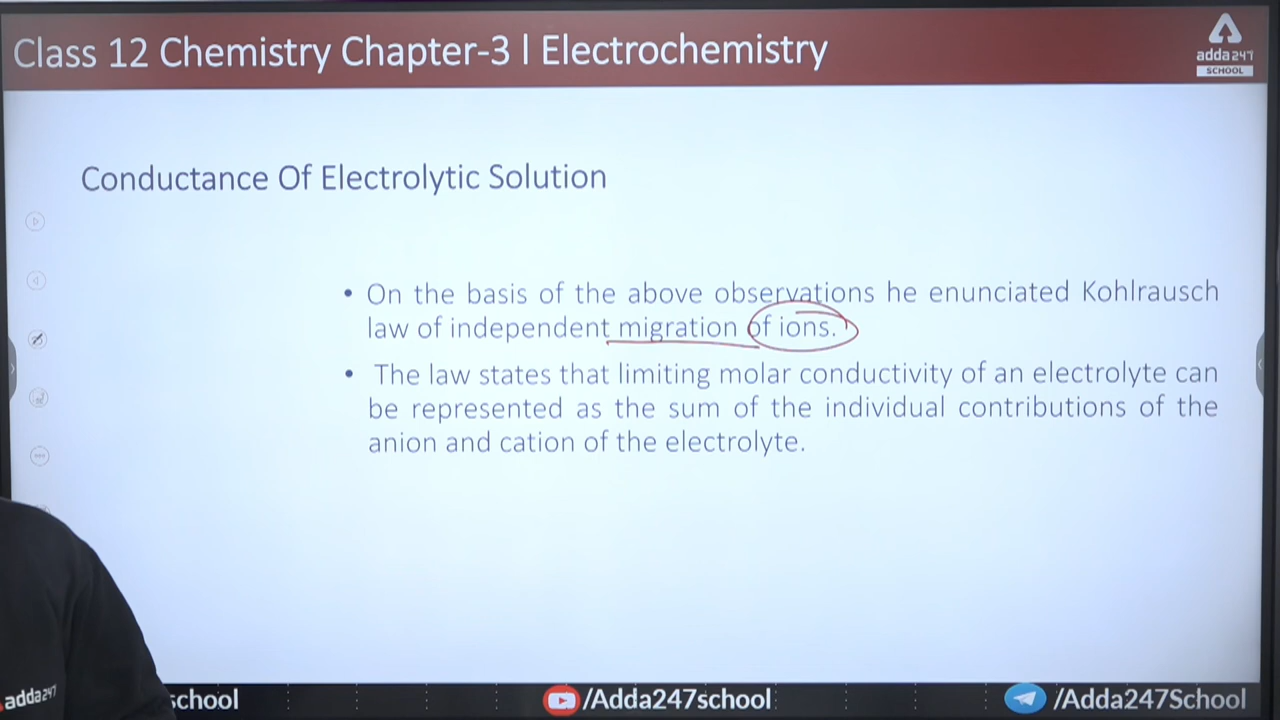 Class 12 Chemistry Chapter-3 l Electrochemistry
adda247
SCHOOL
Conductance Of Electrolytic Solution
• On the basis of the above observations he enunciated Kohlrausch
law of independent migration of ions.
• The law states that limiting molar conductivity of an electrolyte can
be represented as the sum of the individual contributions of the
anion and cation of the electrolyte.
adda247
school
/Adda247school
/Adda247School